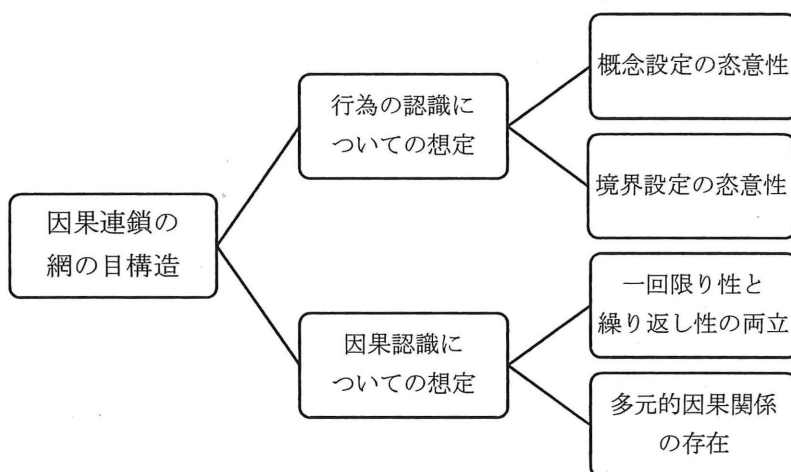 因果連鎖の
網の目構造
行為の認識に
ついての想定
概念設定の恣意性
境界設定の恣意性
因果認識に
ついての想定
一回限り性と
繰り返し性の両立
多元的因果関係
の存在